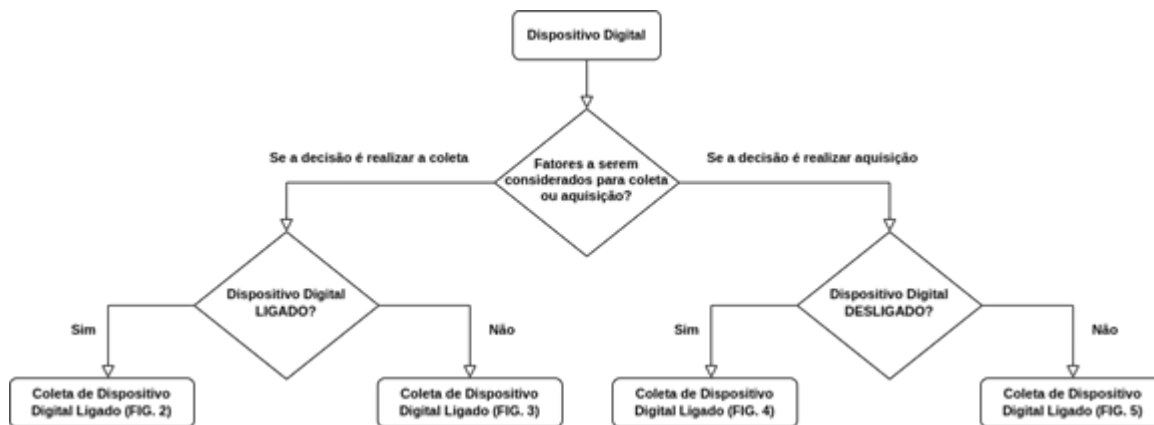 Dispositivo Digital
Se a decisão é realizar a coleta
Fatores a serem
considerados para coleta
ou aquisição?
Se a decisão é realizar aquisição
Dispositivo Digital
LIGADO?
Dispositivo Digital
DESLIGADO?
Sim
Não
Sim
Não
Coleta de Dispositivo
Digital Ligado (FIG. 2)
Coleta de Dispositivo
Digital Ligado (FIG. 3)
Coleta de Dispositivo
Digital Ligado (FIG. 4)
Coleta de Dispositivo
Digital Ligado (FIG. 5)